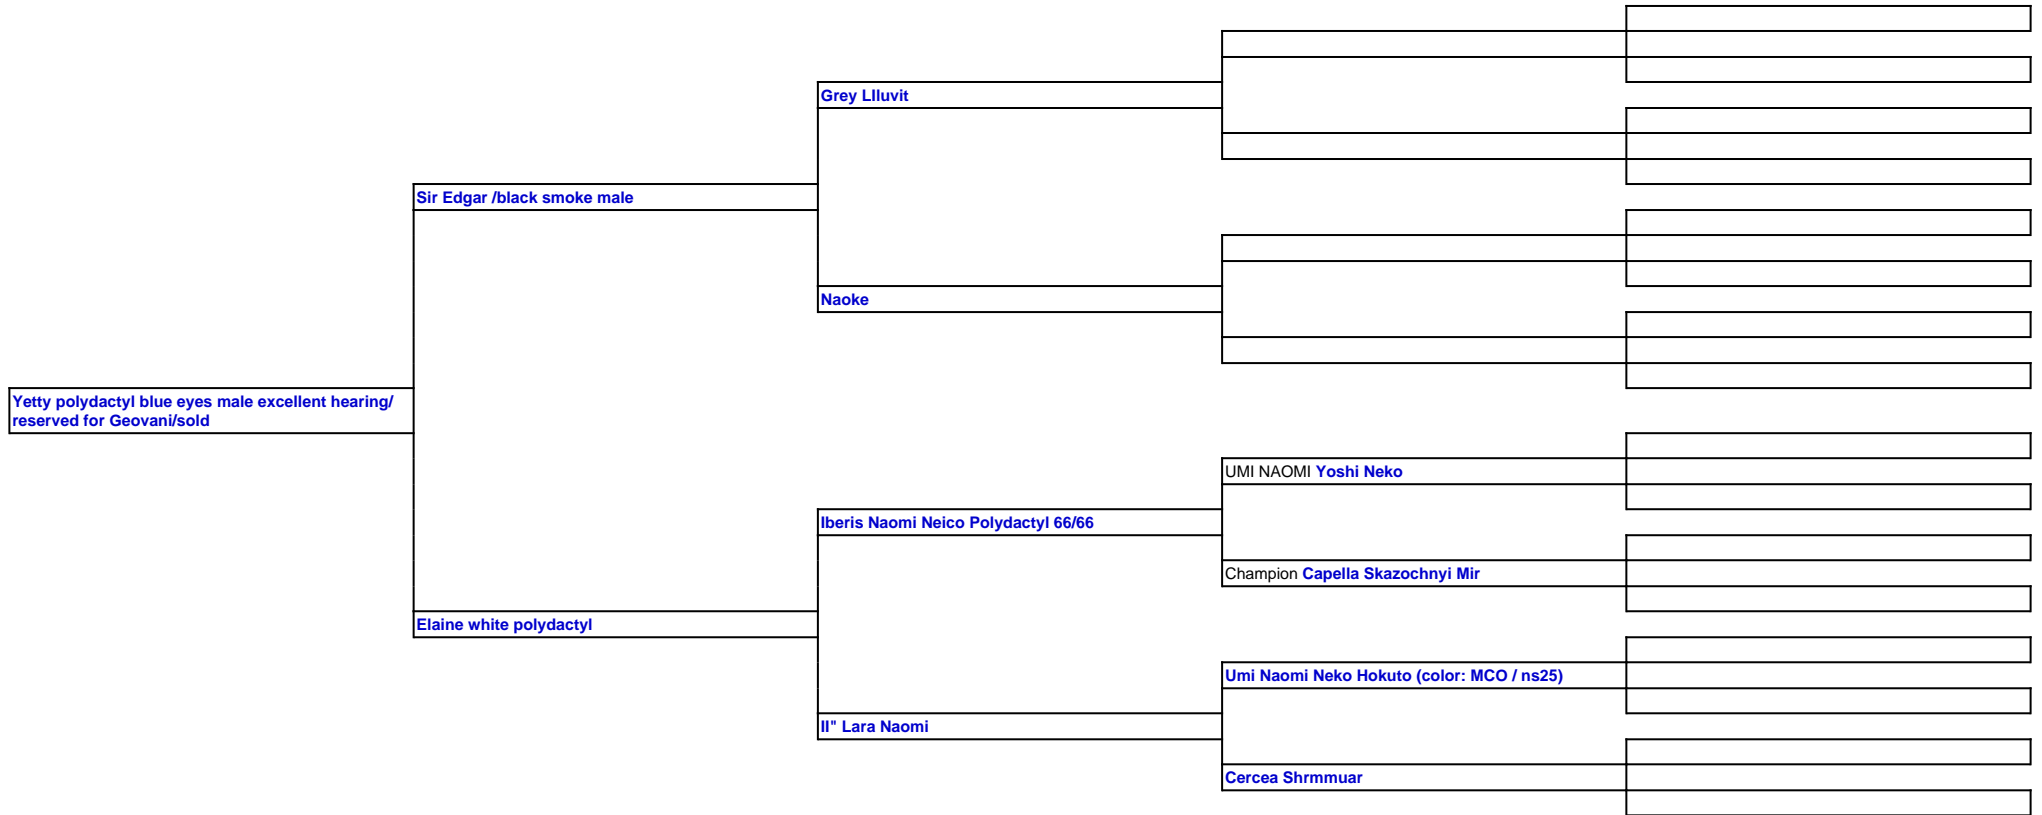 Grey LIluvit
Sir Edgar /black smoke male
Naoke
Yetty polydactyl blue eyes male excellent hearing/
reserved for Geovani/sold
UMI NAOMI Yoshi Neko
Iberis Naomi Neico Polydactyl 66/66
Champion Capella Skazochnyi Mir
Elaine white polydactyl
Umi Naomi Neko Hokuto (color: MCO / ns25)
II" Lara Naomi
Cercea Shrmmuar